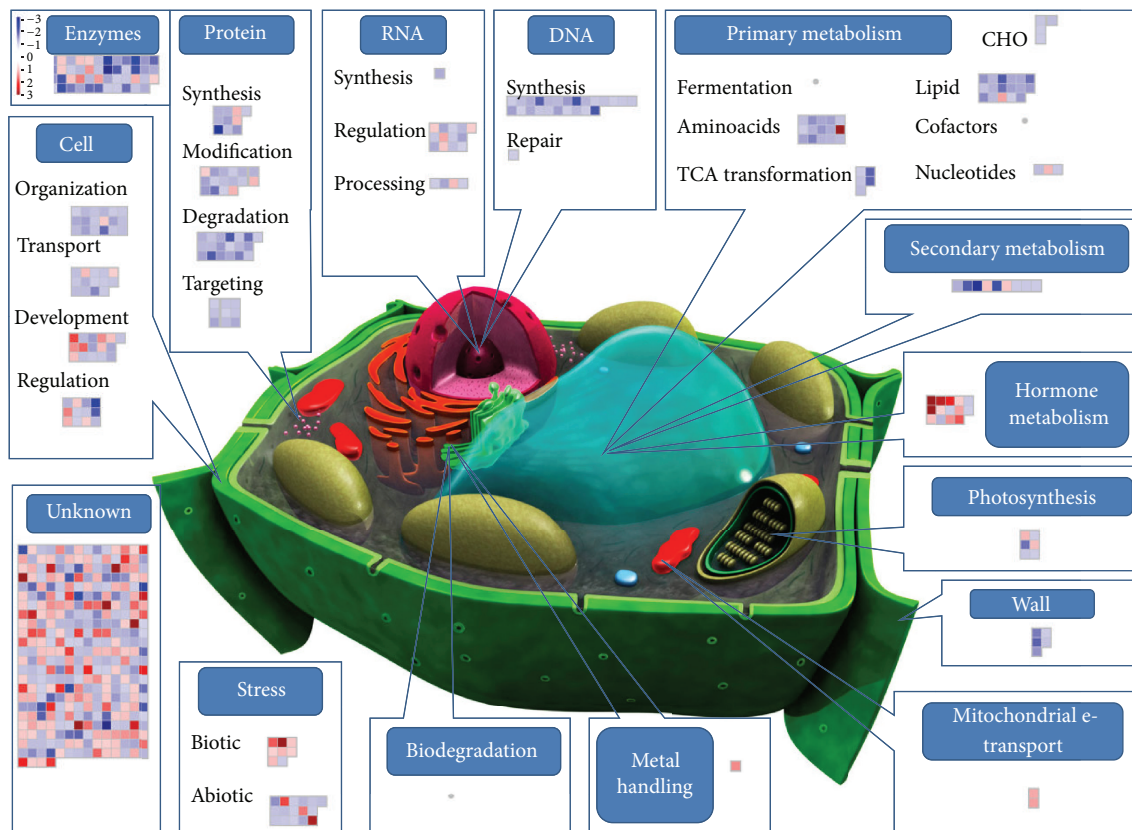 −3
−1
0
1
2
3
Enzymes
Protein
Synthesis
Modification
Degradation
Targeting
RNA
Synthesis
Regulation
Processing
DNA
Synthesis
Repair
Primary metabolism
CHO
Fermentation
Lipid
Aminoacids
Cofactors
TCA transformation
Nucleotides
Cell
Organization
Transport
Development
Regulation
Secondary metabolism
Hormone
metabolism
Photosynthesis
Wall
Mitochondrial e-
transport
Unknown
Stress
Biotic
Abiotic
Biodegradation
Metal
handling